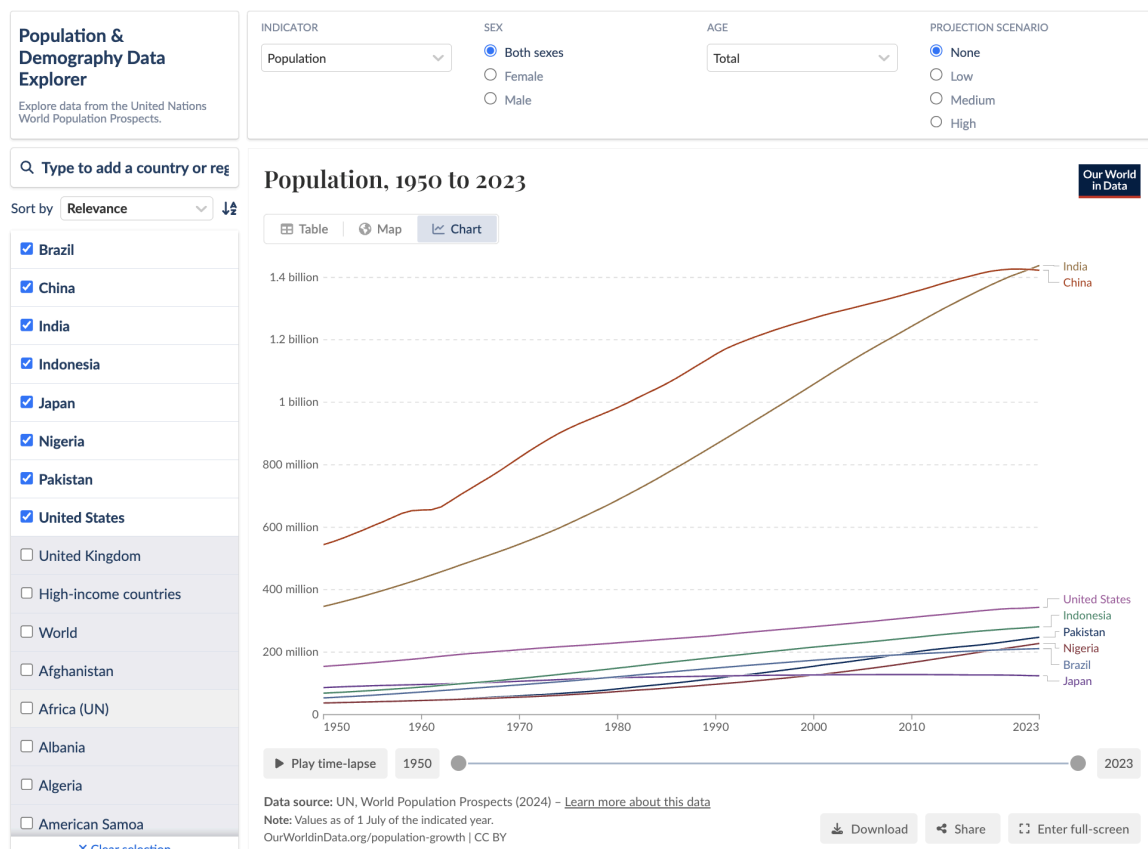 Population &
Demography Data
Explorer
Explore data from the United Nations
World Population Prospects.
INDICATOR
Population
SEX
Both sexes
Female
Male
AGE
Total
PROJECTION SCENARIO
None
Low
Medium
High
Type to add a country or reg
Sort by Relevance
Brazil
China
India
Indonesia
Japan
Nigeria
Pakistan
United States
United Kingdom
High-income countries
World
Afghanistan
Africa (UN)
Albania
Algeria
American Samoa
× Clear selection
Population, 1950 to 2023
Our World
in Data
Table Map Chart
1.4 billion
1.2 billion
1 billion
800 million
600 million
400 million
200 million
0
India
China
United States
Indonesia
Pakistan
Nigeria
Brazil
Japan
1950 1960 1970 1980 1990 2000 2010 2023
Play time-lapse 1950 2023
Data source: UN, World Population Prospects (2024) – Learn more about this data
Note: Values as of 1 July of the indicated year.
OurWorldinData.org/population-growth | CC BY
Download Share Enter full-screen